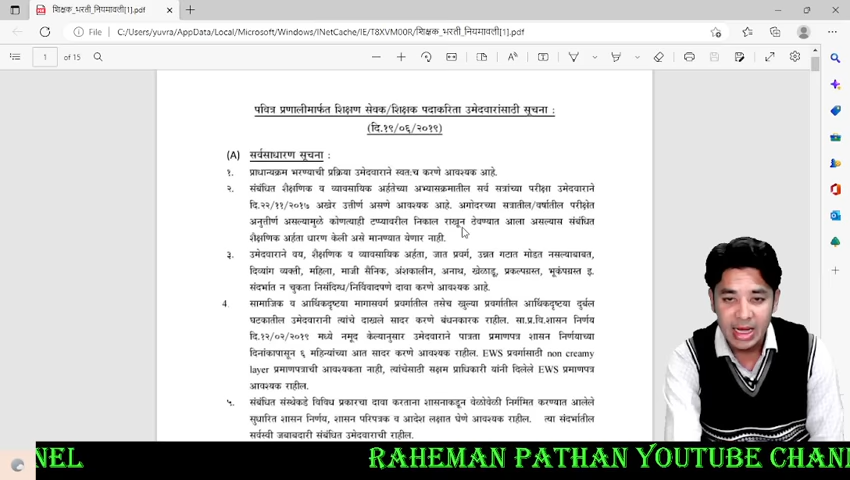 शिक्षक_भरती_नियमावली[1].pdf
File
C:/Users/yuvra/AppData/Local/Microsoft/Windows/INetCache/IE/T8XVM00R/शिक्षक_भरती_नियमावली[1].pdf
1 of 15
पवित्र प्रणालीमार्फत शिक्षण सेवक/शिक्षक पदाकरिता उमेदवारांसाठी सूचना :
(दि.१९/०६/२०१९)
(A) सर्वसाधारण सूचना :
१. प्राधान्यक्रम भरण्याची प्रक्रिया उमेदवाराने स्वत:च करणे आवश्यक आहे.
२. संबंधित शैक्षणिक व व्यावसायिक अर्हतेच्या अभ्यासक्रमातील सर्व सत्रांच्या परीक्षा उमेदवाराने
दि.२२/११/२०१७ अखेर उत्तीर्ण असणे आवश्यक आहे. अगोदरच्या सत्रातील/वर्षातील परीक्षेत
अनुत्तीर्ण असल्यामुळे कोणत्याही टप्प्यावरील निकाल राखून ठेवण्यात आला असल्यास संबंधित
शैक्षणिक अर्हता धारण केली असे मानण्यात येणार नाही.
३. उमेदवाराने वय, शैक्षणिक व व्यावसायिक अर्हता, जात प्रवर्ग, उन्नत गटात मोडत नसल्याबाबत,
दिव्यांग व्यक्ती, महिला, माजी सैनिक, अंशकालीन, अनाथ, खेळाडू, प्रकल्पग्रस्त, भूकंपग्रस्त इ.
संदर्भात न चुकता निसंदिग्ध/निर्विवादपणे दावा करणे आवश्यक आहे.
4. सामाजिक व आर्थिकदृष्टया मागासवर्ग प्रवर्गातील तसेच खुल्या प्रवर्गातील आर्थिकदृष्टया दुर्बल
घटकातील उमेदवारानी त्यांचे दाखले सादर करणे बंधनकारक राहील. सा.प्र.वि.शासन निर्णय
दि.१२/०२/२०१९ मध्ये नमूद केल्यानुसार उमेदवाराने पात्रता प्रमाणपत्र शासन निर्णयाच्या
दिनांकापासून ६ महिन्यांच्या आत सादर करणे आवश्यक राहील. EWS प्रवर्गासाठी non creamy
layer प्रमाणपत्राची आवश्यकता नाही, त्यांचेसाठी सक्षम प्राधिकारी यांनी दिलेले EWS प्रमाणपत्र
आवश्यक राहील.
५. संबंधित संस्थेकडे विविध प्रकारचा दावा करताना शासनाकडून वेळोवेळी निर्गमित करण्यात आलेले
सुधारित शासन निर्णय, शासन परिपत्रक व आदेश लक्षात घेणे आवश्यक राहील. त्या संदर्भातील
सर्वस्वी जबाबदारी संबंधित उमेदवाराची राहील.
NEL RAHEMAN PATHAN YOUTUBE CHAN